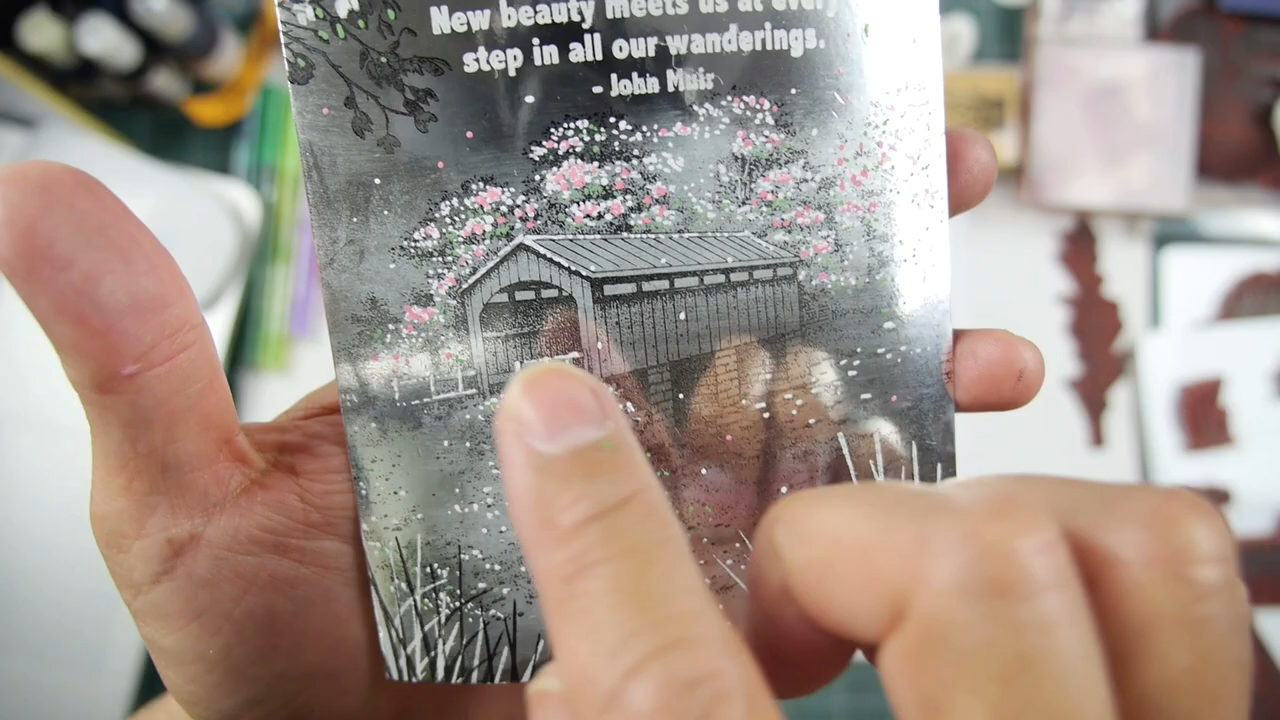 New beauty meets us at every
step in all our wanderings.
- John Muir